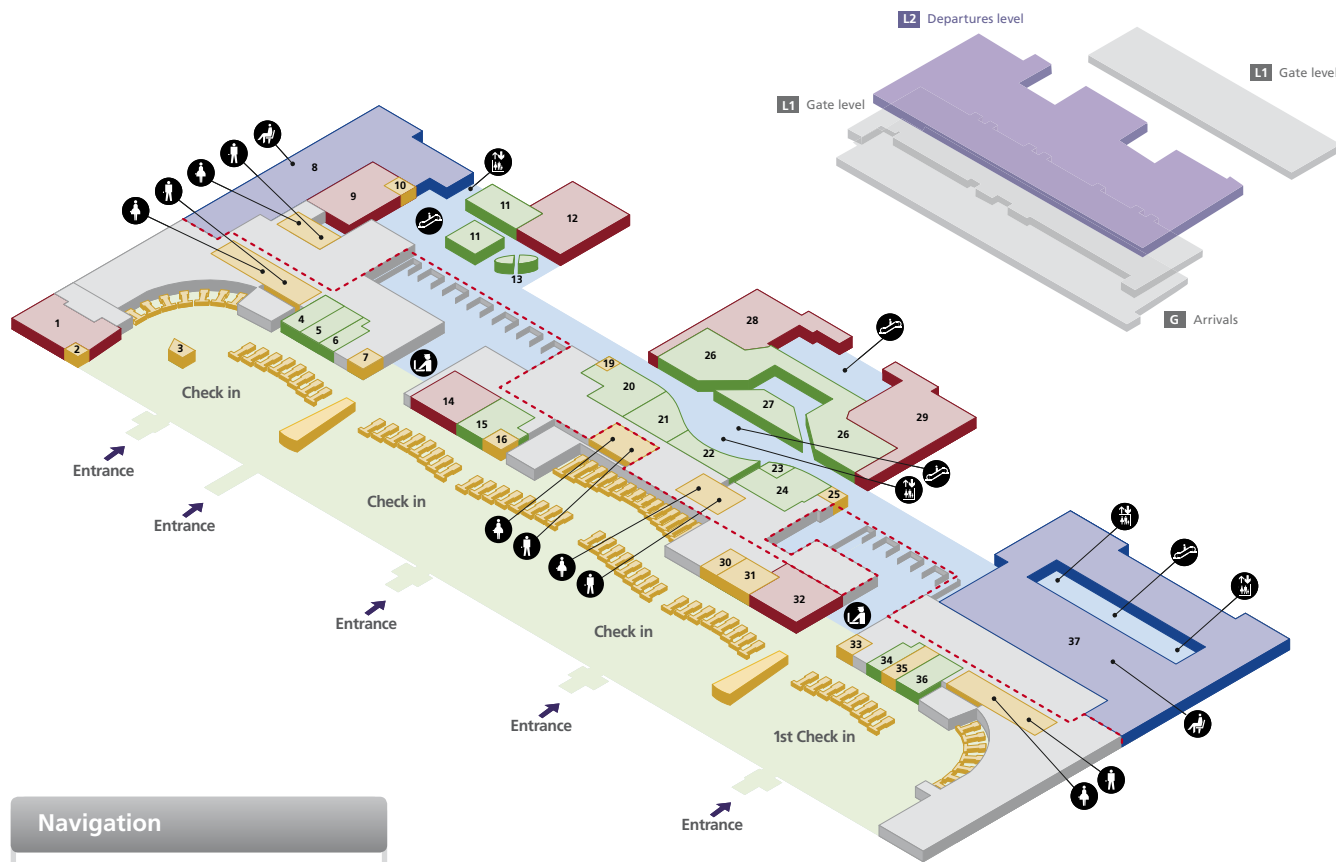 L2 Departures level
L1 Gate level
L1 Gate level
G Arrivals
8
10
9
11
12
11
13
1
2
3
4
5
6
7
28
26
19
20
27
29
14
21
26
15
16
22
23
24
25
Check in
Entrance
Check in
Entrance
30
31
32
37
33
34
35
36
Entrance
Check in
Entrance
1st Check in
Entrance
Navigation